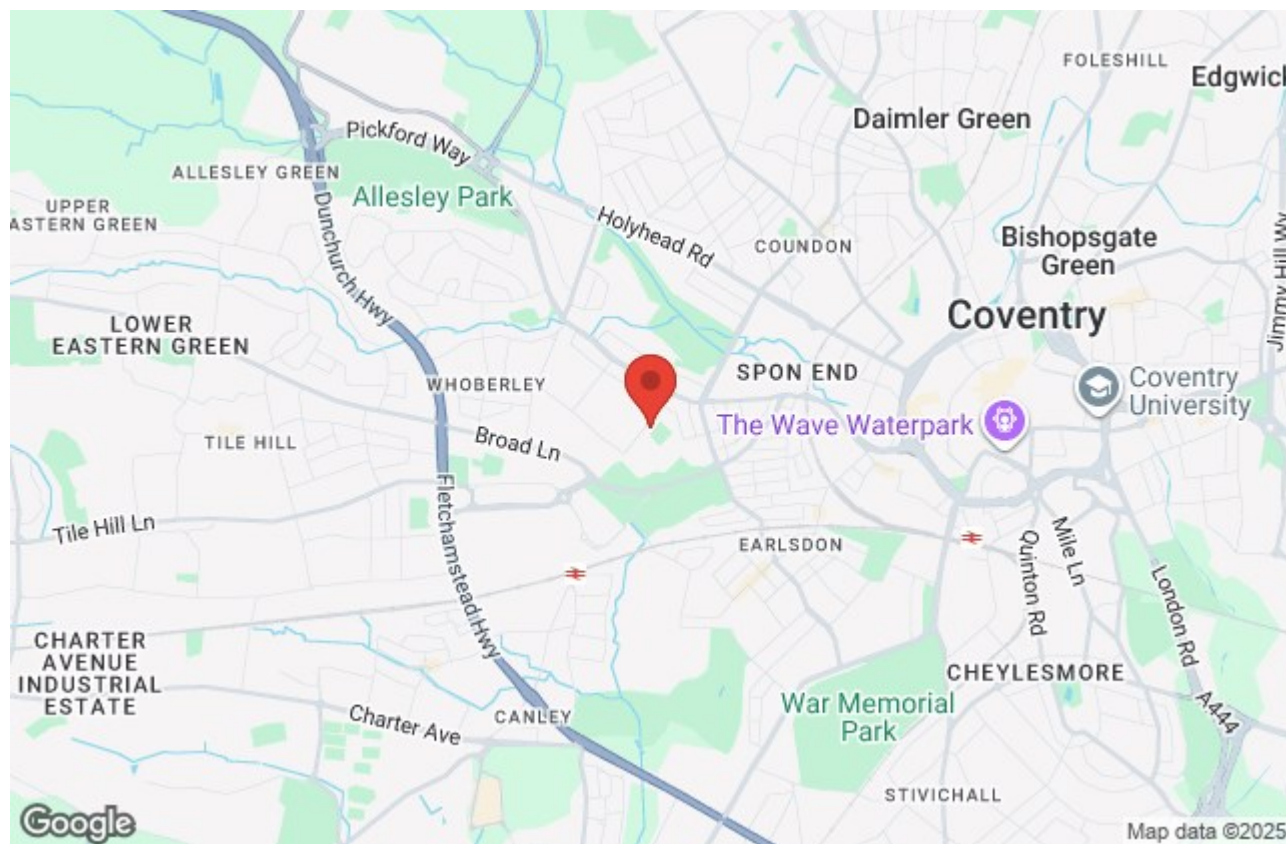 FOLESHILL
Edgwick
Daimler Green
Pickford Way
ALLESLEY GREEN
Allesley Park
UPPER
EASTERN GREEN
Dunchurch Hwy
Holyhead Rd
COUNDON
Bishopsgate
Green
Jimmy Hill Wy
Coventry
LOWER
EASTERN GREEN
WHOBERLEY
SPON END
Coventry
University
The Wave Waterpark
TILE HILL
Broad Ln
Tile Hill Ln
Fletchamstead Hwy
EARLSDON
Quinton Rd
Mile Ln
London Rd
CHARTER
AVENUE
INDUSTRIAL
ESTATE
CHEYLESMORE
War Memorial
Park
A444
Charter Ave
CANLEY
STIVICHALL
Google
Map data ©2025